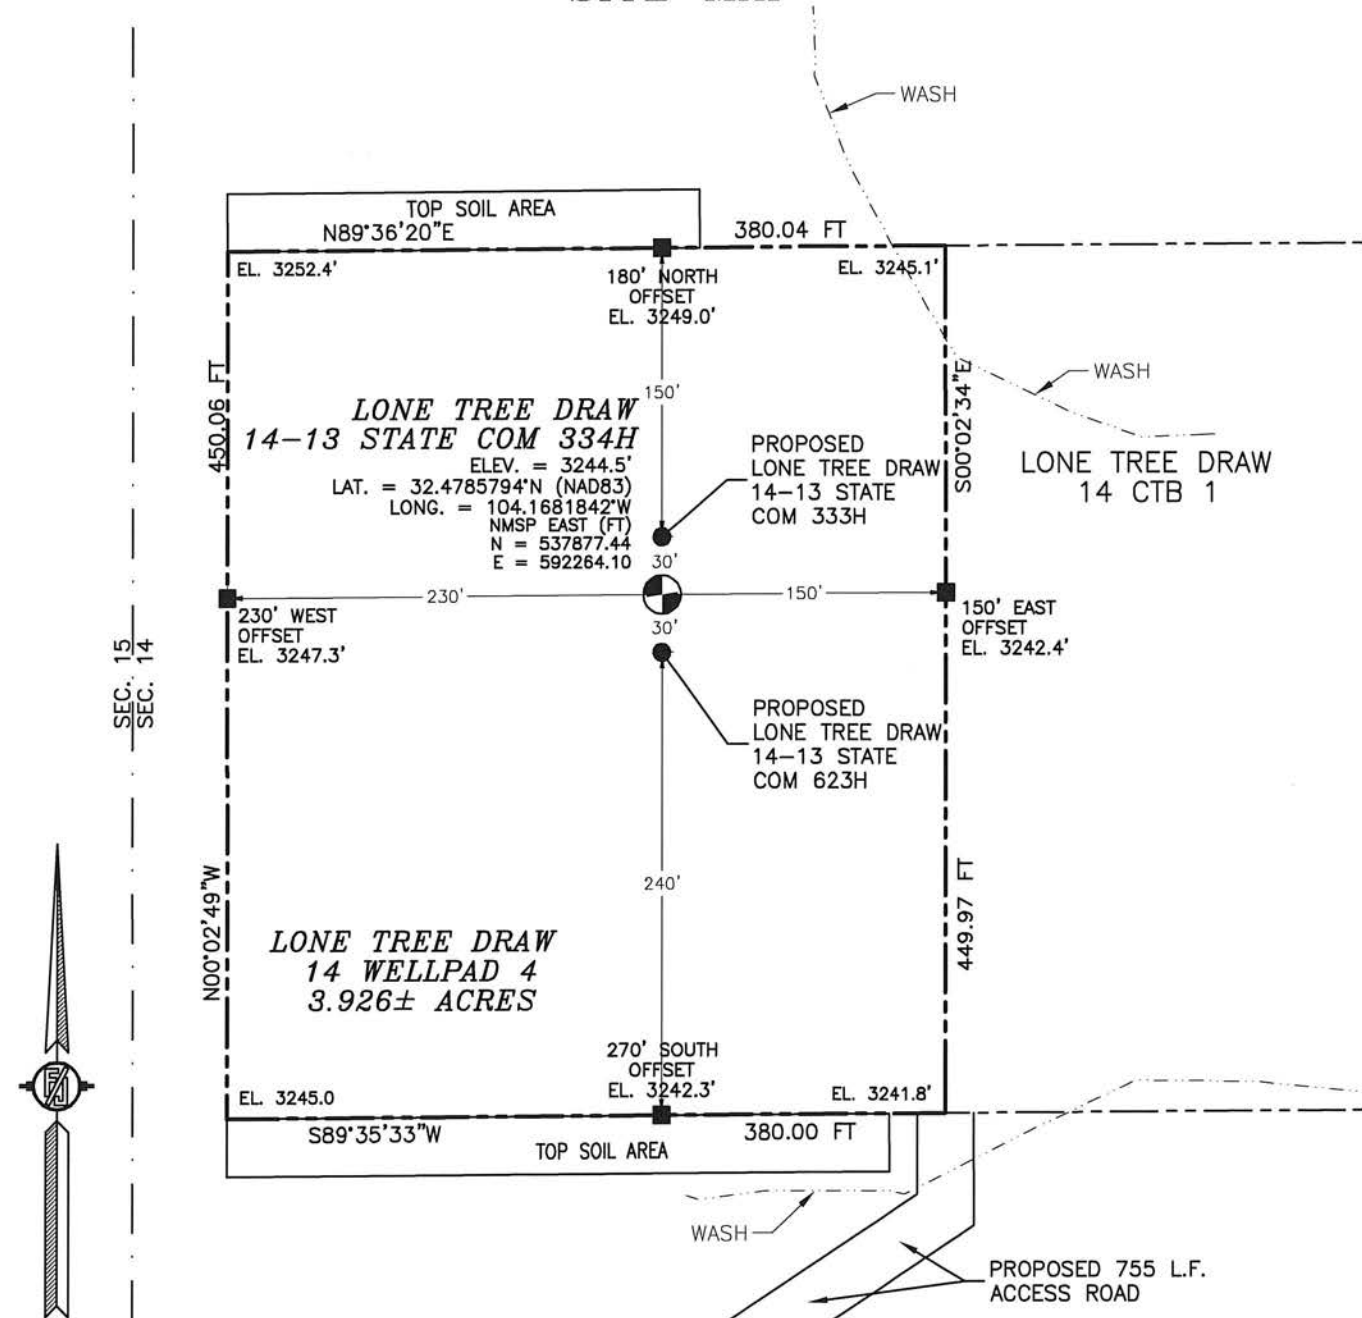 WASH
TOP SOIL AREA
N89°36'20"E
380.04 FT
EL. 3252.4'
180' NORTH
OFFSET
EL. 3249.0'
EL. 3245.1'
WASH
450.06 FT
150'
S00°02'34"E
LONE TREE DRAW
14-13 STATE COM 334H
ELEV. = 3244.5'
LAT. = 32.4785794°N (NAD83)
LONG. = 104.1681842°W
NMSP EAST (FT)
N = 537877.44
E = 592264.10
PROPOSED
LONE TREE DRAW
14-13 STATE
COM 333H
LONE TREE DRAW
14 CTB 1
30'
230'
150'
30'
230' WEST
OFFSET
EL. 3247.3'
150' EAST
OFFSET
EL. 3242.4'
SEC. 15
SEC. 14
PROPOSED
LONE TREE DRAW
14-13 STATE
COM 623H
240'
N00°02'49"W
449.97 FT
LONE TREE DRAW
14 WELLPAD 4
3.926± ACRES
270' SOUTH
OFFSET
EL. 3242.3'
EL. 3245.0
EL. 3241.8'
S89°35'33"W
380.00 FT
TOP SOIL AREA
WASH
PROPOSED 755 L.F.
ACCESS ROAD